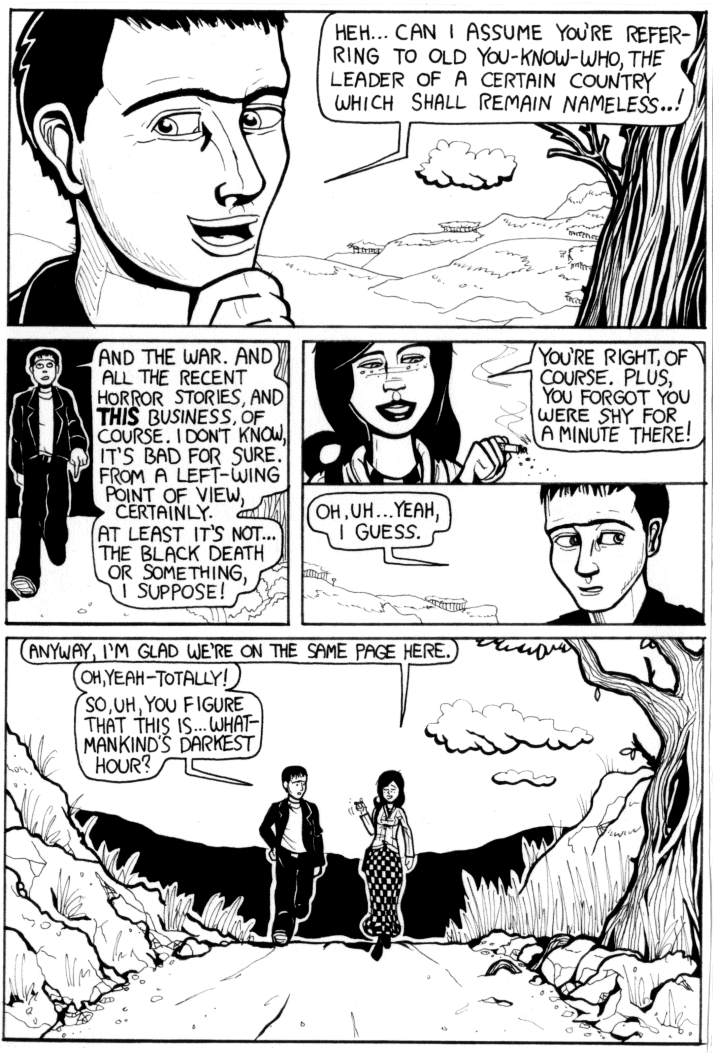 HEH... CAN I ASSUME YOU'RE REFER-
RING TO OLD YOU-KNOW-WHO, THE
LEADER OF A CERTAIN COUNTRY
WHICH SHALL REMAIN NAMELESS..!
AND THE WAR. AND
ALL THE RECENT
HORROR STORIES, AND
THIS BUSINESS, OF
COURSE. I DON'T KNOW,
IT'S BAD FOR SURE.
FROM A LEFT-WING
POINT OF VIEW,
CERTAINLY.
AT LEAST IT'S NOT...
THE BLACK DEATH
OR SOMETHING,
I SUPPOSE!
YOU'RE RIGHT, OF
COURSE. PLUS,
YOU FORGOT YOU
WERE SHY FOR
A MINUTE THERE!
OH, UH...YEAH,
I GUESS.
ANYWAY, I'M GLAD WE'RE ON THE SAME PAGE HERE.
OH, YEAH-TOTALLY!
SO, UH, YOU FIGURE
THAT THIS IS... WHAT-
MANKIND'S DARKEST
HOUR?